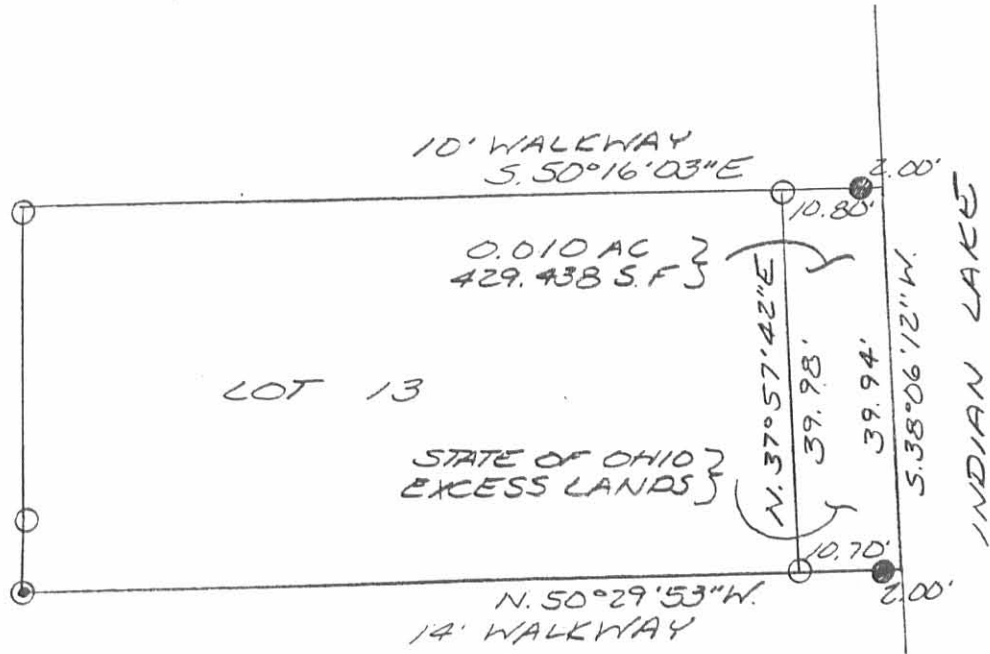 10' WALKWAY
S. 50°16'03"E
2.00'
10.80'
0.010 AC
429.438 S.F
N. 37°57'42"E
39.98'
39.94'
S.38°06'12"W.
INDIAN LAKE
LOT 13
STATE OF OHIO
EXCESS LANDS
10.70'
2.00'
N. 50°29'53"W.
14' WALKWAY